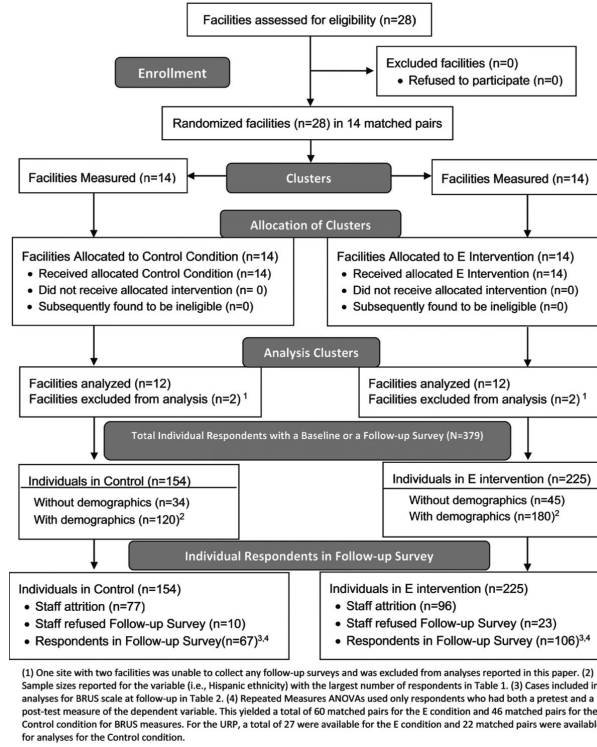 Facilities assessed for eligibility (n=28)
Enrollment
Excluded facilities (n=0)
• Refused to participate (n=0)
Randomized facilities (n=28) in 14 matched pairs
Facilities Measured (n=14)
Clusters
Facilities Measured (n=14)
Allocation of Clusters
Facilities Allocated to Control Condition (n=14)
• Received allocated Control Condition (n=14)
• Did not receive allocated intervention (n= 0)
• Subsequently found to be ineligible (n=0)
Facilities Allocated to E Intervention (n=14)
• Received allocated E Intervention (n=14)
• Did not receive allocated intervention (n=0)
• Subsequently found to be ineligible (n=0)
Analysis Clusters
Facilities analyzed (n=12)
Facilities excluded from analysis (n=2) 1
Facilities analyzed (n=12)
Facilities excluded from analysis (n=2) 1
Total Individual Respondents with a Baseline or a Follow-up Survey (N=379)
Individuals in Control (n=154)
Without demographics (n=34)
With demographics (n=120)2
Individuals in E intervention (n=225)
Without demographics (n=45)
With demographics (n=180)2
Individual Respondents in Follow-up Survey
Individuals in Control (n=154)
• Staff attrition (n=77)
• Staff refused Follow-up Survey (n=10)
• Respondents in Follow-up Survey(n=67)3,4
Individuals in E intervention (n=225)
• Staff attrition (n=96)
• Staff refused Follow-up Survey (n=23)
• Respondents in Follow-up Survey (n=106)3,4
(1) One site with two facilities was unable to collect any follow-up surveys and was excluded from analyses reported in this paper. (2)
Sample sizes reported for the variable (i.e., Hispanic ethnicity) with the largest number of respondents in Table 1. (3) Cases included in
analyses for BRUS scale at follow-up in Table 2. (4) Repeated Measures ANOVAs used only respondents who had both a pretest and a
post-test measure of the dependent variable. This yielded a total of 60 matched pairs for the E condition and 46 matched pairs for the
Control condition for BRUS measures. For the URP, a total of 27 were available for the E condition and 22 matched pairs were available
for analyses for the Control condition.